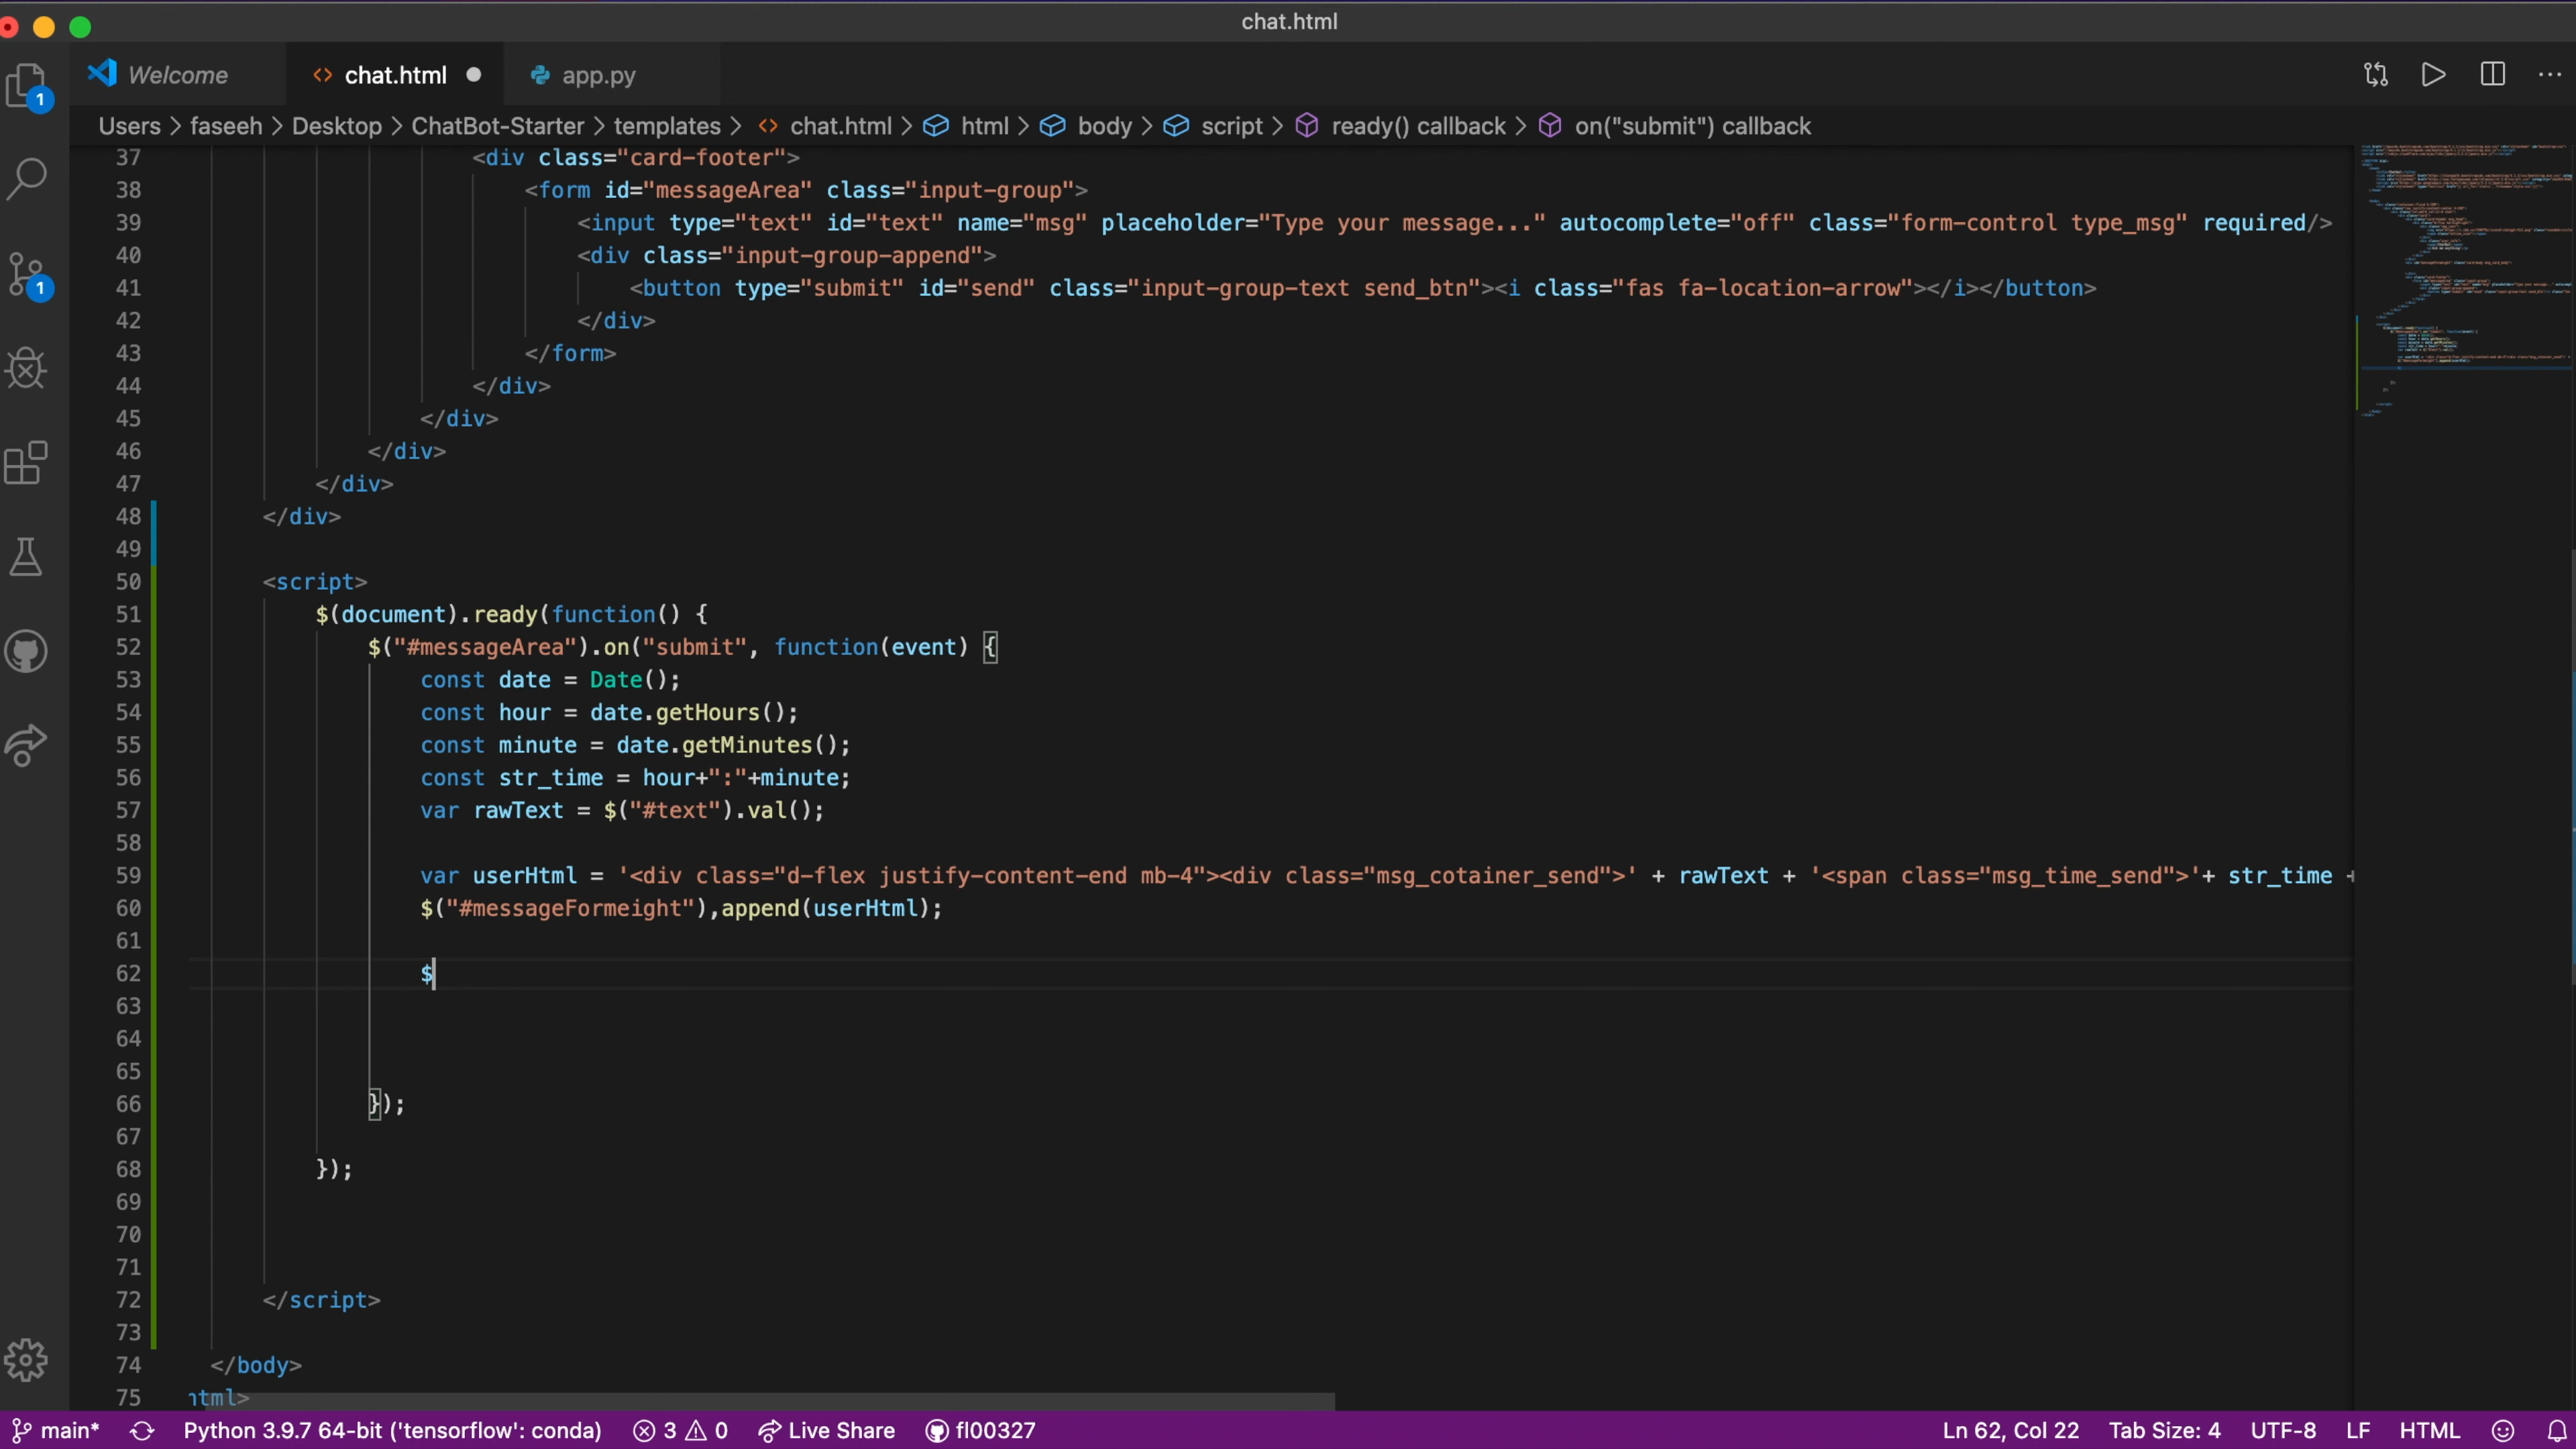 chat.html
Welcome
chat.html
app.py
Users > faseeh > Desktop > ChatBot-Starter > templates > <> chat.html > html > body > script > ready() callback > on("submit") callback
1
1
37 <div class="card-footer">
38 <form id="messageArea" class="input-group">
39 <input type="text" id="text" name="msg" placeholder="Type your message..." autocomplete="off" class="form-control type_msg" required/>
40 <div class="input-group-append">
41 <button type="submit" id="send" class="input-group-text send_btn"><i class="fas fa-location-arrow"></i></button>
42 </div>
43 </form>
44 </div>
45 </div>
46 </div>
47 </div>
48 </div>
49
50 <script>
51 $(document).ready(function() {
52 $("#messageArea").on("submit", function(event) {
53 const date = Date();
54 const hour = date.getHours();
55 const minute = date.getMinutes();
56 const str_time = hour+":"+minute;
57 var rawText = $("#text").val();
58
59 var userHtml = '<div class="d-flex justify-content-end mb-4"><div class="msg_cotainer_send">' + rawText + '<span class="msg_time_send">'+ str_time +
60 $("#messageFormeight"),append(userHtml);
61
62 $
63
64
65
66 });
67
68 });
69
70
71
72 </script>
73
74 </body>
75 html>
main* Python 3.9.7 64-bit ('tensorflow': conda) 3 0 Live Share fl00327 Ln 62, Col 22 Tab Size: 4 UTF-8 LF HTML